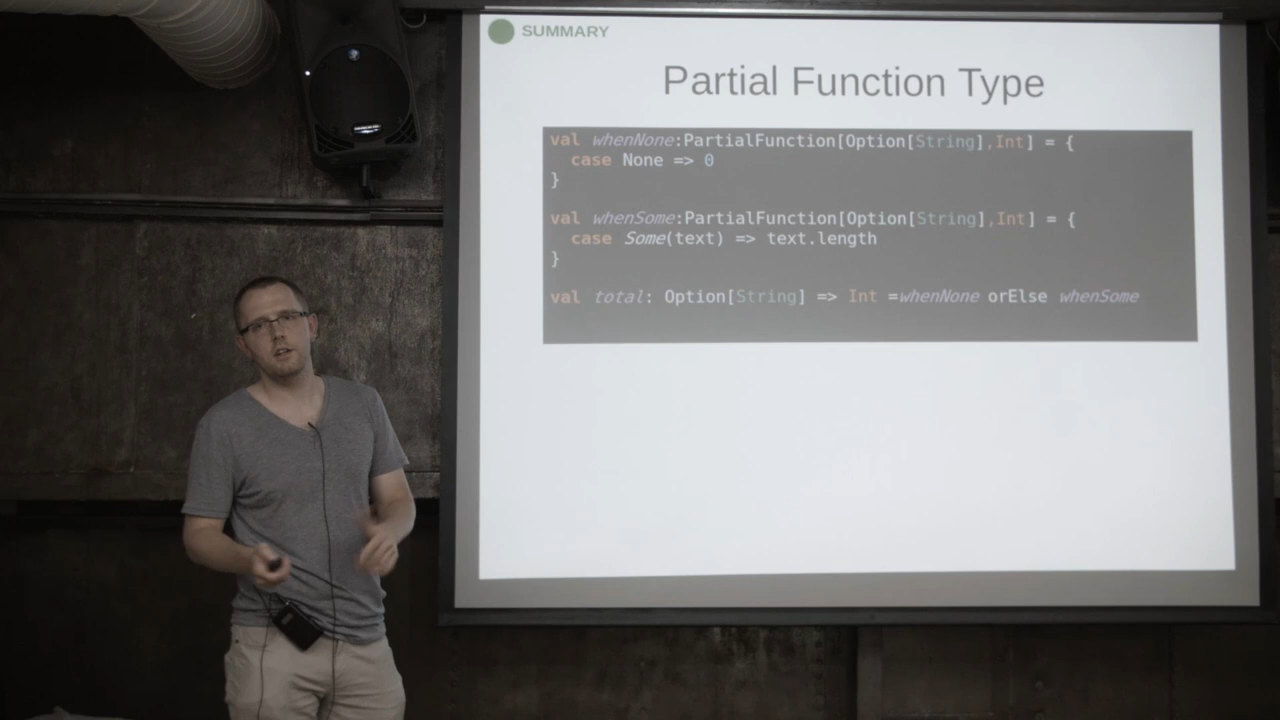 SUMMARY
Partial Function Type
val whenNone:PartialFunction[Option[String],Int] = {
  case None => 0
}
val whenSome:PartialFunction[Option[String],Int] = {
  case Some(text) => text.length
}
val total: Option[String] => Int =whenNone orElse whenSome